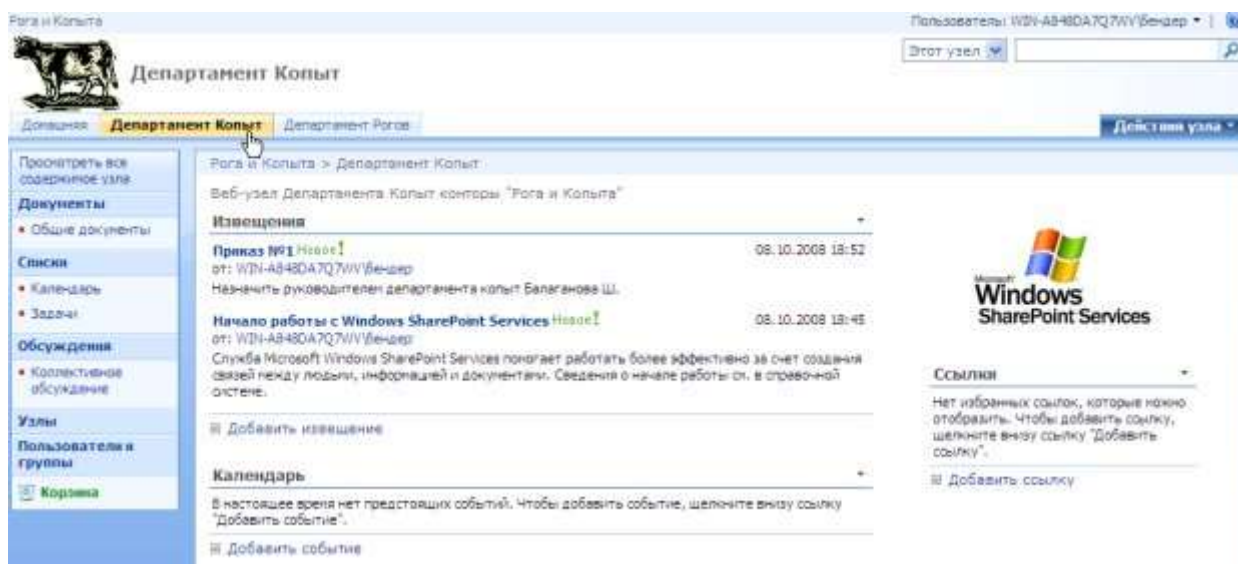 Рога и Копыта
Пользователь: WIN-A848DA7Q7WV\бендер
Этот узел
Департамент Копыт
Домашняя
Департамент Копыт
Департамент Рогов
Действия узла
Просмотреть все
содержимое узла
Документы
Общие документы
Списки
Календарь
Задачи
Обсуждения
Коллективное
обсуждение
Узлы
Пользователи и
группы
Корзина
Рога и Копыта > Департамент Копыт
Веб-узел Департамента Копыт конторы "Рога и Копыта"
Извещения
Приказ №1 Новое!
08.10.2008 18:52
от: WIN-A848DA7Q7WV\бендер
Назначить руководителем департамента копыт Балаганова Ш.
Начало работы с Windows SharePoint Services Новое!
08.10.2008 18:45
от: WIN-A848DA7Q7WV\бендер
Служба Microsoft Windows SharePoint Services помогает работать более эффективно за счет создания
связей между людьми, информацией и документами. Сведения о начале работы см. в справочной
системе.
Добавить извещение
Календарь
В настоящее время нет предстоящих событий. Чтобы добавить событие, щелкните внизу ссылку
"Добавить событие".
Добавить событие
Microsoft
Windows
SharePoint Services
Ссылки
Нет избранных ссылок, которые можно
отобразить. Чтобы добавить ссылку,
щелкните внизу ссылку "Добавить
ссылку".
Добавить ссылку